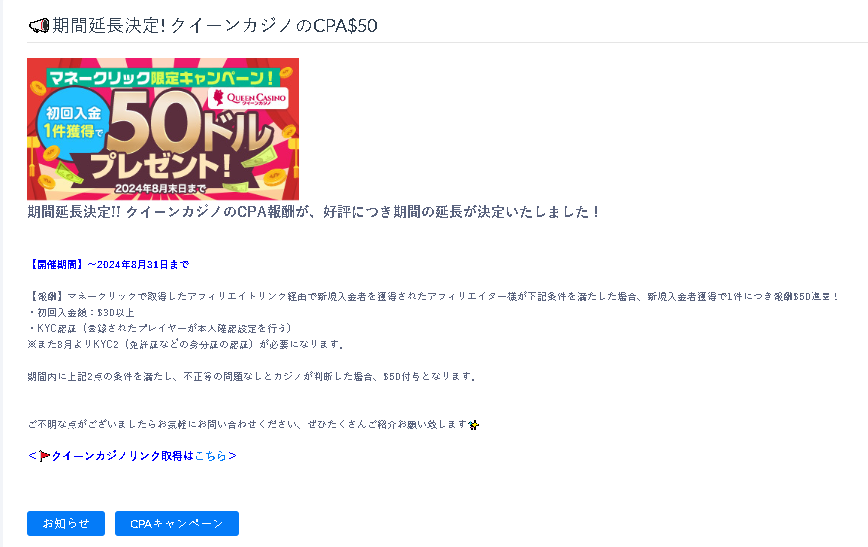 期間延長決定! クイーンカジノのCPA$50
マネークリック限定キャンペーン！
QUEEN CASINO
クイーンカジノ
初回入金
1件獲得で
50ドル
プレゼント！
2024年8月末日まで
期間延長決定!! クイーンカジノのCPA報酬が、好評につき期間の延長が決定いたしました！
【開催期間】～2024年8月31日まで
【報酬】マネークリックで取得したアフィリエイトリンク経由で新規入金者を獲得されたアフィリエイター様が下記条件を満たした場合、新規入金者獲得で1件につき報酬$50進呈！
・初回入金額：$30以上
・KYC認証（登録されたプレイヤーが本人確認設定を行う）
※また8月よりKYC2（免許証などの身分証の認証）が必要になります。
期間内に上記2点の条件を満たし、不正等の問題なしとカジノが判断した場合、$50付与となります。
ご不明な点がございましたらお気軽にお問い合わせください、ぜひたくさんご紹介お願い致します
＜クイーンカジノリンク取得はこちら＞
お知らせ CPAキャンペーン